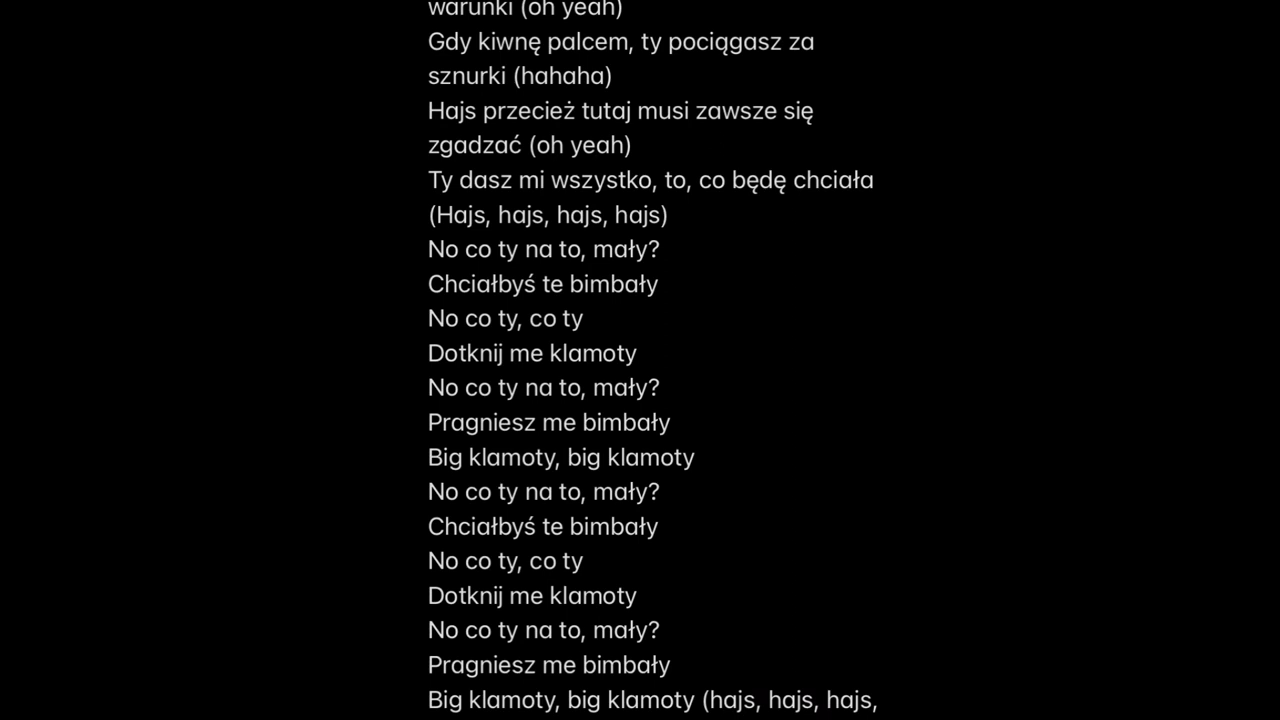 warunki (oh yeah)
Gdy kiwnę palcem, ty pociągasz za
sznurki (hahaha)
Hajs przecież tutaj musi zawsze się
zgadzać (oh yeah)
Ty dasz mi wszystko, to, co będę chciała
(Hajs, hajs, hajs, hajs)
No co ty na to, mały?
Chciałbyś te bimbały
No co ty, co ty
Dotknij me klamoty
No co ty na to, mały?
Pragniesz me bimbały
Big klamoty, big klamoty
No co ty na to, mały?
Chciałbyś te bimbały
No co ty, co ty
Dotknij me klamoty
No co ty na to, mały?
Pragniesz me bimbały
Big klamoty, big klamoty (hajs, hajs, hajs,